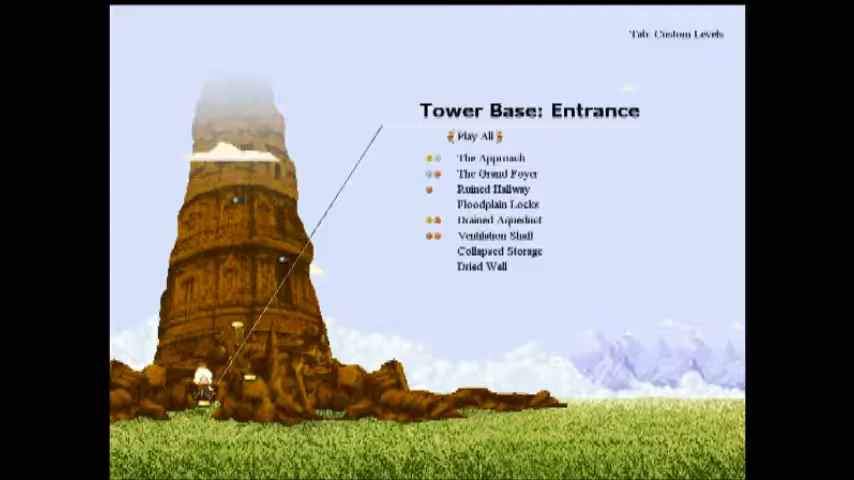 Tab: Custom Levels
Tower Base: Entrance
Play All
The Approach
The Grand Foyer
Ruined Hallway
Floodplain Locks
Drained Aqueduct
Ventilation Shaft
Collapsed Storage
Dried Well